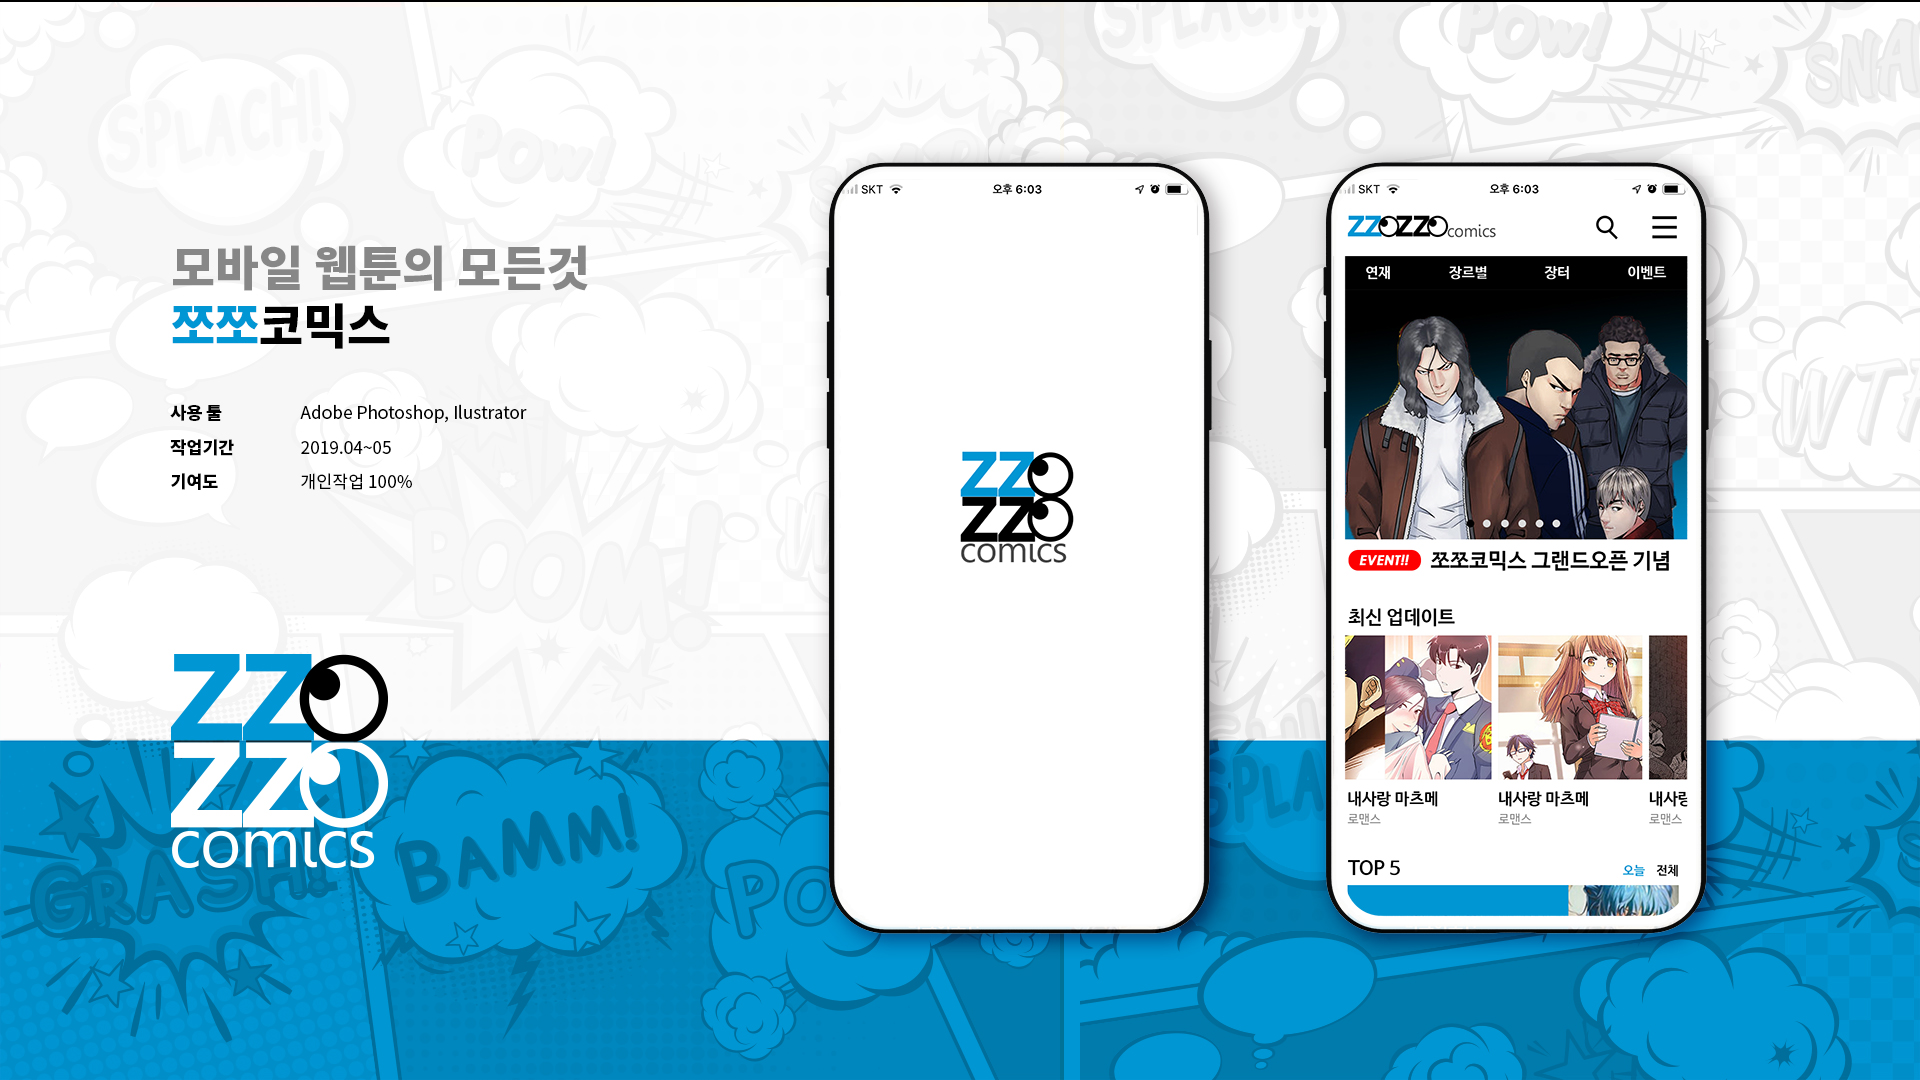 SPLACH!
POW!
SPLACH!
POW!
모바일 웹툰의 모든것
쪼쪼코믹스
사용 툴 Adobe Photoshop, Ilustrator
작업기간 2019.04~05
기여도 개인작업 100%
BOOM!
ZZO
ZZO
comics
GRASH!!
BAMM!
SKT 오후 6:03
ZZO
ZZO
comics
SKT 오후 6:03
ZZOZZO comics
연재 장르별 장터 이벤트
EVENT!! 쪼쪼코믹스 그랜드오픈 기념
최신 업데이트
내사랑 마츠메 내사랑 마츠메 내사랑
로맨스 로맨스 로맨스
TOP 5 오늘 전체